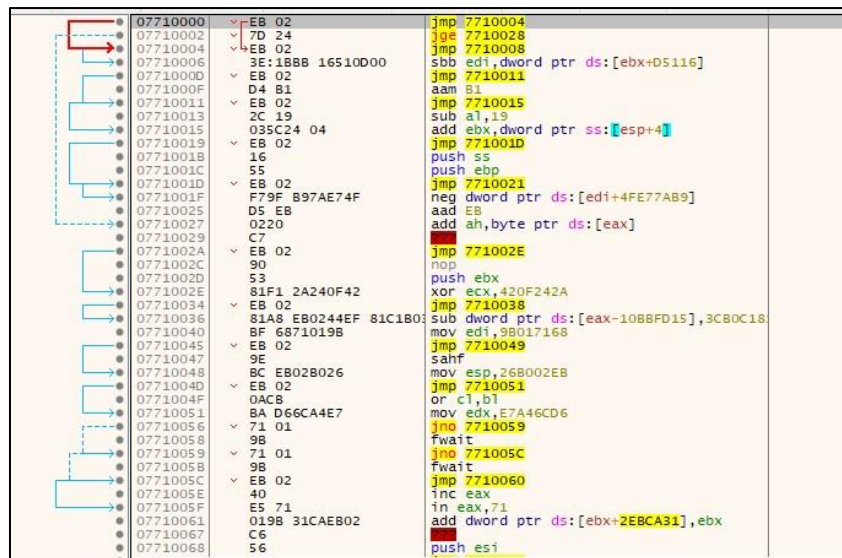 07710000 EB 02 jmp 7710004
07710002 7D 24 jge 7710028
07710004 EB 02 jmp 7710008
07710006 3E:1BBB 16510D00 sbb edi,dword ptr ds:[ebx+D5116]
0771000D EB 02 jmp 7710011
0771000F D4 B1 aam B1
07710011 EB 02 jmp 7710015
07710013 2C 19 sub al,19
07710015 035C24 04 add ebx,dword ptr ss:[esp+4]
07710019 EB 02 jmp 771001D
0771001B 16 push ss
0771001C 55 push ebp
0771001D EB 02 jmp 7710021
0771001F F79F B97AE74F neg dword ptr ds:[edi+4FE77AB9]
07710025 D5 EB aad EB
07710027 0220 add ah,byte ptr ds:[eax]
07710029 C7 ???
0771002A EB 02 jmp 771002E
0771002C 90 nop
0771002D 53 push ebx
0771002E 81F1 2A240F42 xor ecx,420F242A
07710034 EB 02 jmp 7710038
07710036 81A8 EB0244EF 81C1B0 sub dword ptr ds:[eax-10BBFD15],3CB0C18
07710040 BF 6871019B mov edi,9B017168
07710045 EB 02 jmp 7710049
07710047 9E sahf
07710048 BC EB02B026 mov esp,26B002EB
0771004D EB 02 jmp 7710051
0771004F 0ACB or cl,bl
07710051 BA D66CA4E7 mov edx,E7A46CD6
07710056 71 01 jno 7710059
07710058 9B fwait
07710059 71 01 jno 771005C
0771005B 9B fwait
0771005C EB 02 jmp 7710060
0771005E 40 inc eax
0771005F E5 71 in eax,71
07710061 019B 31CAEB02 add dword ptr ds:[ebx+2EBCA31],ebx
07710067 C6 ???
07710068 56 push esi